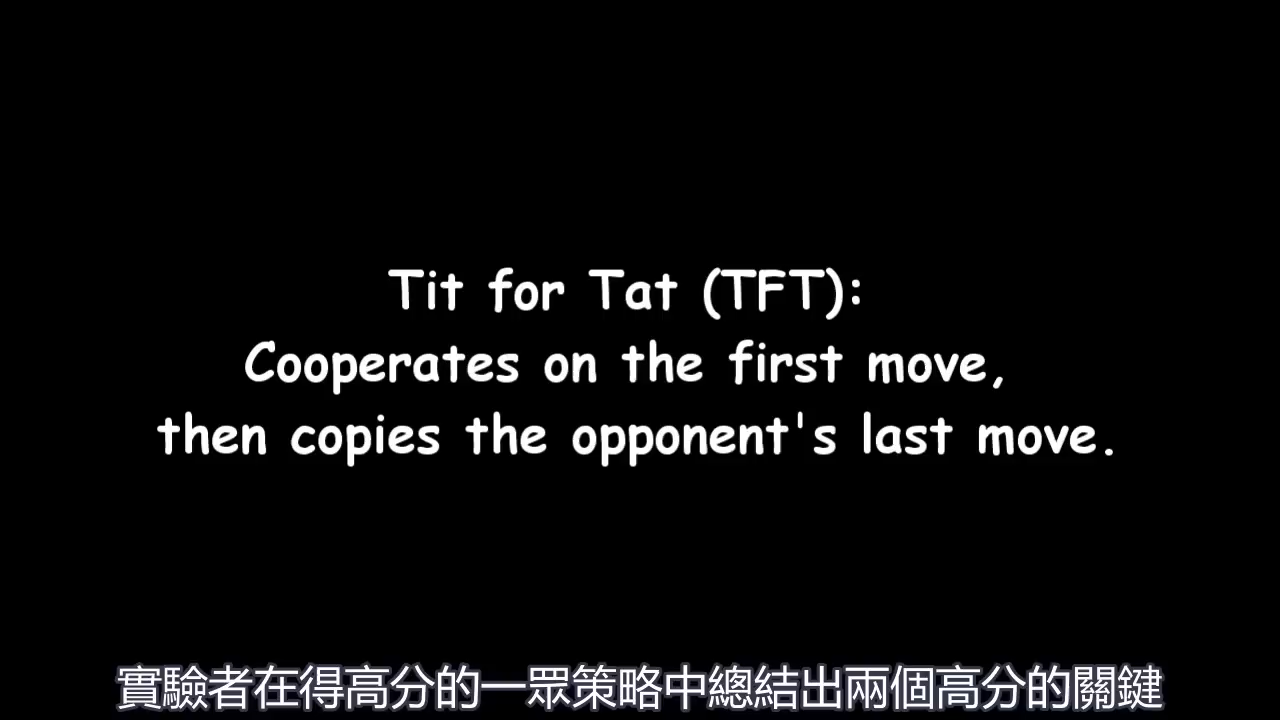 Tit for Tat (TFT):
Cooperates on the first move,
then copies the opponent's last move.
實驗者在得高分的一眾策略中總結出兩個高分的關鍵